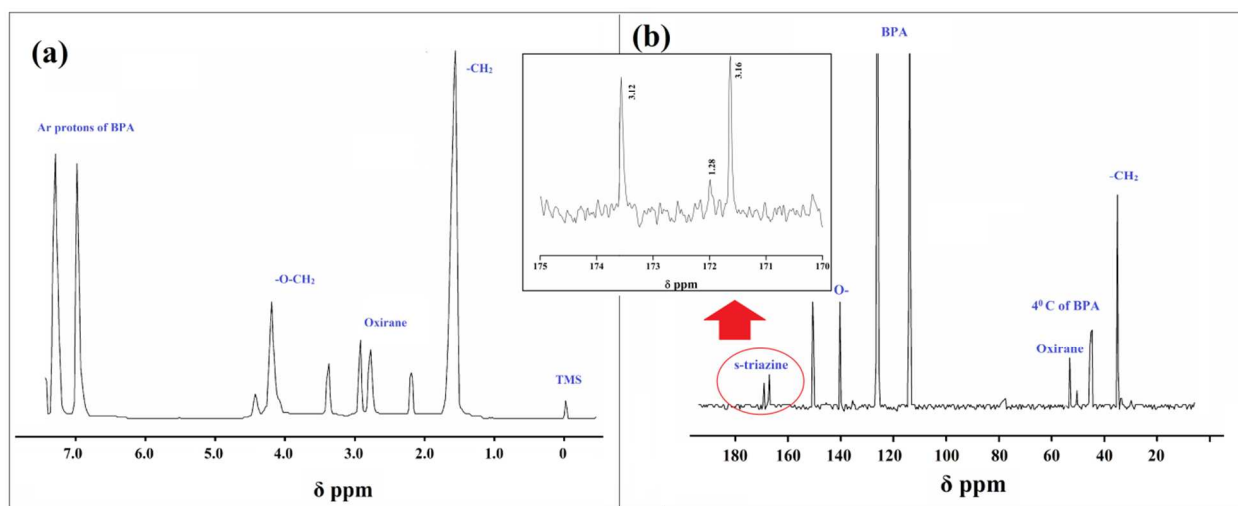 (a)
-CH₂
Ar protons of BPA
-O-CH₂
Oxirane
TMS
7.0 6.0 5.0 4.0 3.0 2.0 1.0 0
δ ppm
(b)
BPA
3.12
1.28
3.16
175 174 173 172 171 170
δ ppm
-CH₂
O-
4⁰ C of BPA
Oxirane
s-triazine
180 160 140 120 100 80 60 40 20
δ ppm